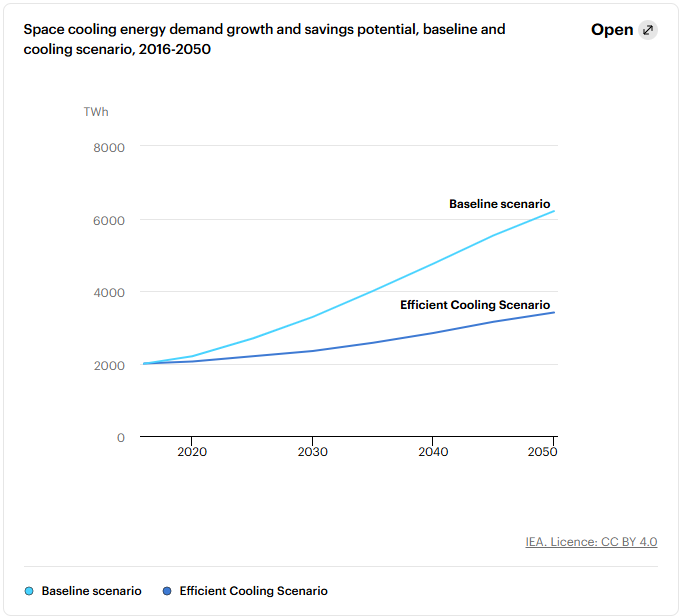 Space cooling energy demand growth and savings potential, baseline and
cooling scenario, 2016-2050
Open
TWh
8000
6000
4000
2000
0
Baseline scenario
Efficient Cooling Scenario
2020
2030
2040
2050
IEA. Licence: CC BY 4.0
Baseline scenario
Efficient Cooling Scenario